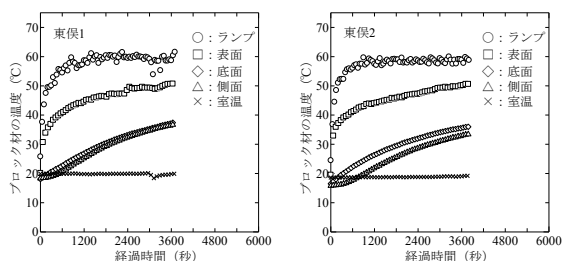 東俣1
○：ランプ
□：表面
◇：底面
△：側面
×：室温
ブロック材の温度（℃）
70
60
50
40
30
20
10
0
0 1200 2400 3600 4800 6000
経過時間（秒）
東俣2
○：ランプ
□：表面
◇：底面
△：側面
×：室温
ブロック材の温度（℃）
70
60
50
40
30
20
10
0
0 1200 2400 3600 4800 6000
経過時間（秒）